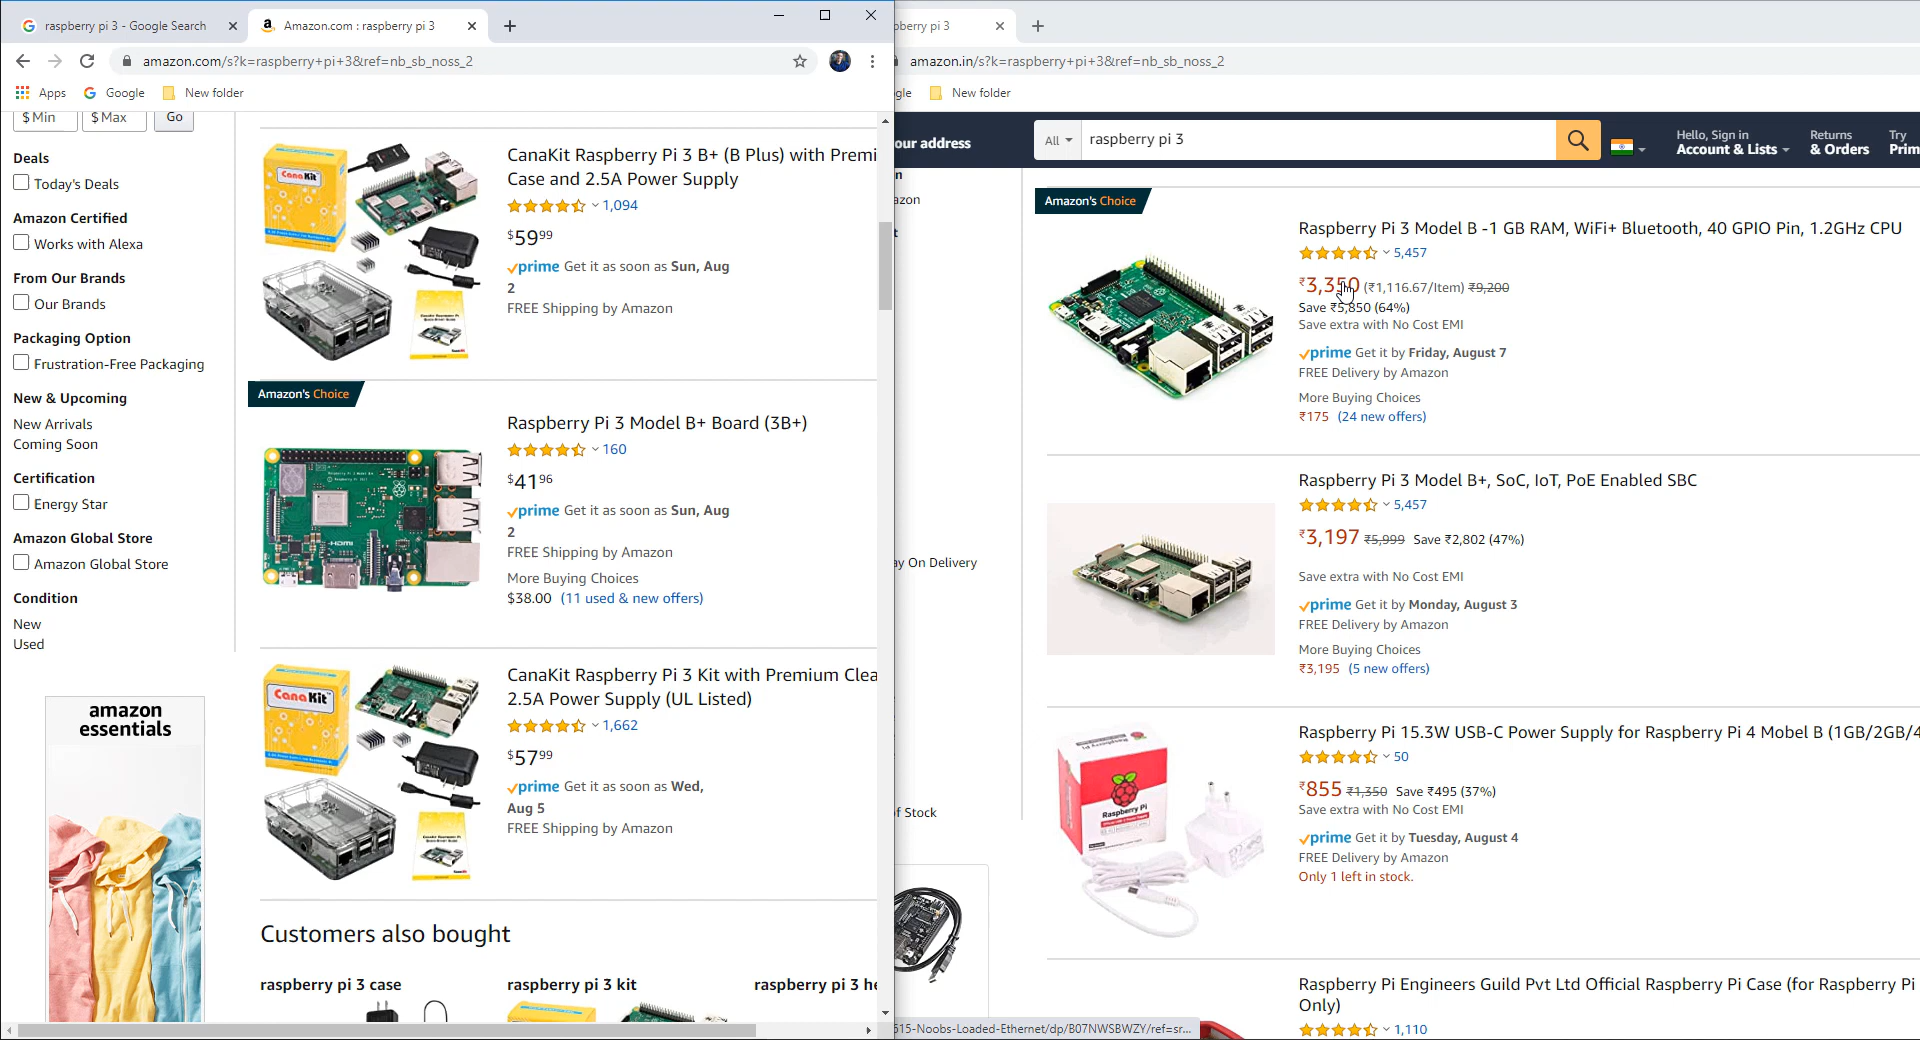 raspberry pi 3 - Google Search
Amazon.com : raspberry pi 3
amazon.com/s?k=raspberry+pi+3&ref=nb_sb_noss_2
Apps
Google
New folder
$ Min
$ Max
Go
Deals
Today's Deals
Amazon Certified
Works with Alexa
From Our Brands
Our Brands
Packaging Option
Frustration-Free Packaging
New & Upcoming
New Arrivals
Coming Soon
Certification
Energy Star
Amazon Global Store
Amazon Global Store
Condition
New
Used
amazon
essentials
CanaKit
CanaKit Raspberry Pi 3 B+ (B Plus) with Premi
Case and 2.5A Power Supply
1,094
$59 99
prime Get it as soon as Sun, Aug
2
FREE Shipping by Amazon
Amazon's Choice
Raspberry Pi 3 Model B+ Board (3B+)
160
$41 96
prime Get it as soon as Sun, Aug
2
FREE Shipping by Amazon
More Buying Choices
$38.00 (11 used & new offers)
HDMI
CanaKit
CanaKit Raspberry Pi 3 Kit with Premium Clea
2.5A Power Supply (UL Listed)
1,662
$57 99
prime Get it as soon as Wed,
Aug 5
FREE Shipping by Amazon
Customers also bought
raspberry pi 3 case
raspberry pi 3 kit
raspberry pi 3 he
berry pi 3
amazon.in/s?k=raspberry+pi+3&ref=nb_sb_noss_2
gle
New folder
our address
All
raspberry pi 3
Hello, Sign in
Account & Lists
Returns
& Orders
Try
Prim
n
azon
t
ay On Delivery
of Stock
Amazon's Choice
Raspberry Pi 3 Model B -1 GB RAM, WiFi+ Bluetooth, 40 GPIO Pin, 1.2GHz CPU
5,457
₹3,350 (₹1,116.67/Item) ₹9,200
Save ₹5,850 (64%)
Save extra with No Cost EMI
prime Get it by Friday, August 7
FREE Delivery by Amazon
More Buying Choices
₹175 (24 new offers)
Raspberry Pi 3 Model B+, SoC, IoT, PoE Enabled SBC
5,457
₹3,197 ₹5,999 Save ₹2,802 (47%)
Save extra with No Cost EMI
prime Get it by Monday, August 3
FREE Delivery by Amazon
More Buying Choices
₹3,195 (5 new offers)
Raspberry Pi
Raspberry Pi 15.3W USB-C Power Supply for Raspberry Pi 4 Mobel B (1GB/2GB/4
50
₹855 ₹1,350 Save ₹495 (37%)
Save extra with No Cost EMI
prime Get it by Tuesday, August 4
FREE Delivery by Amazon
Only 1 left in stock.
Raspberry Pi Engineers Guild Pvt Ltd Official Raspberry Pi Case (for Raspberry Pi
Only)
1,110
515-Noobs-Loaded-Ethernet/dp/B07NWSBWZY/ref=sr...